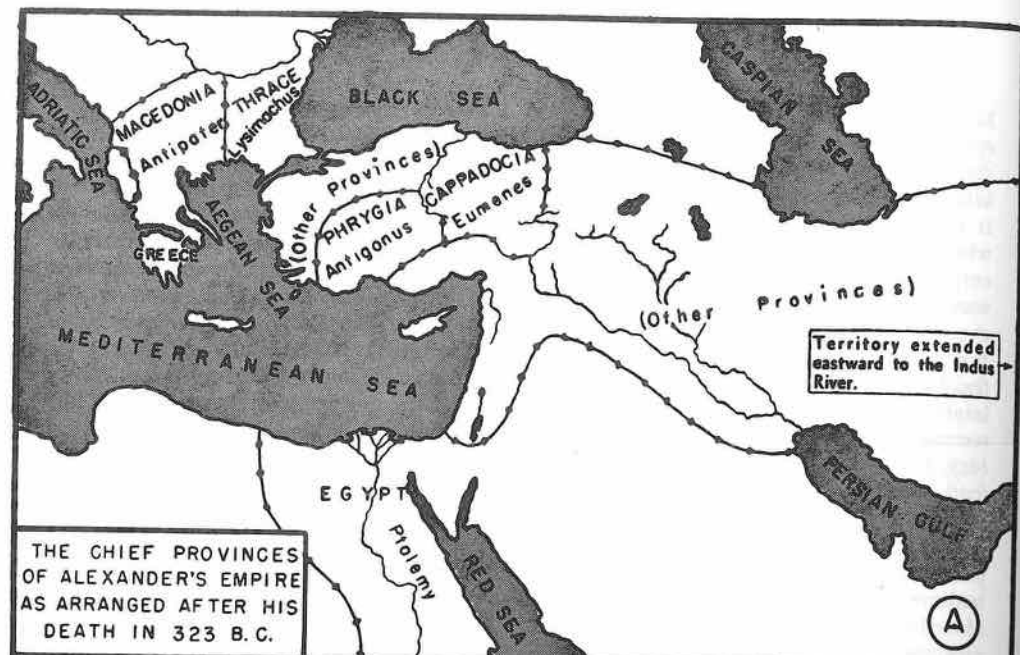 ADRIATIC SEA
MACEDONIA
Antipater
THRACE
Lysimachus
BLACK SEA
CASPIAN
SEA
AEGEAN SEA
GREECE
(Other Provinces)
PHRYGIA
Antigonus
CAPPADOCIA
Eumenes
(Other Provinces)
MEDITERRANEAN SEA
Territory extended
eastward to the Indus
River.
EGYPT
Ptolemy
RED SEA
PERSIAN GULF
THE CHIEF PROVINCES
OF ALEXANDER'S EMPIRE
AS ARRANGED AFTER HIS
DEATH IN 323 B.C.
A